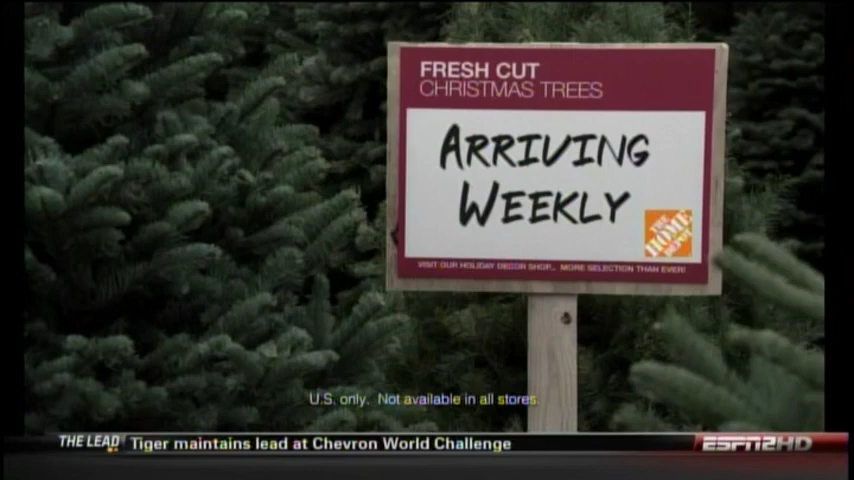 FRESH CUT
CHRISTMAS TREES
ARRIVING
WEEKLY
THE HOME DEPOT
VISIT OUR HOLIDAY DECOR SHOP... MORE SELECTION THAN EVER!
U.S. only. Not available in all stores.
THE LEAD Tiger maintains lead at Chevron World Challenge ESPN2HD